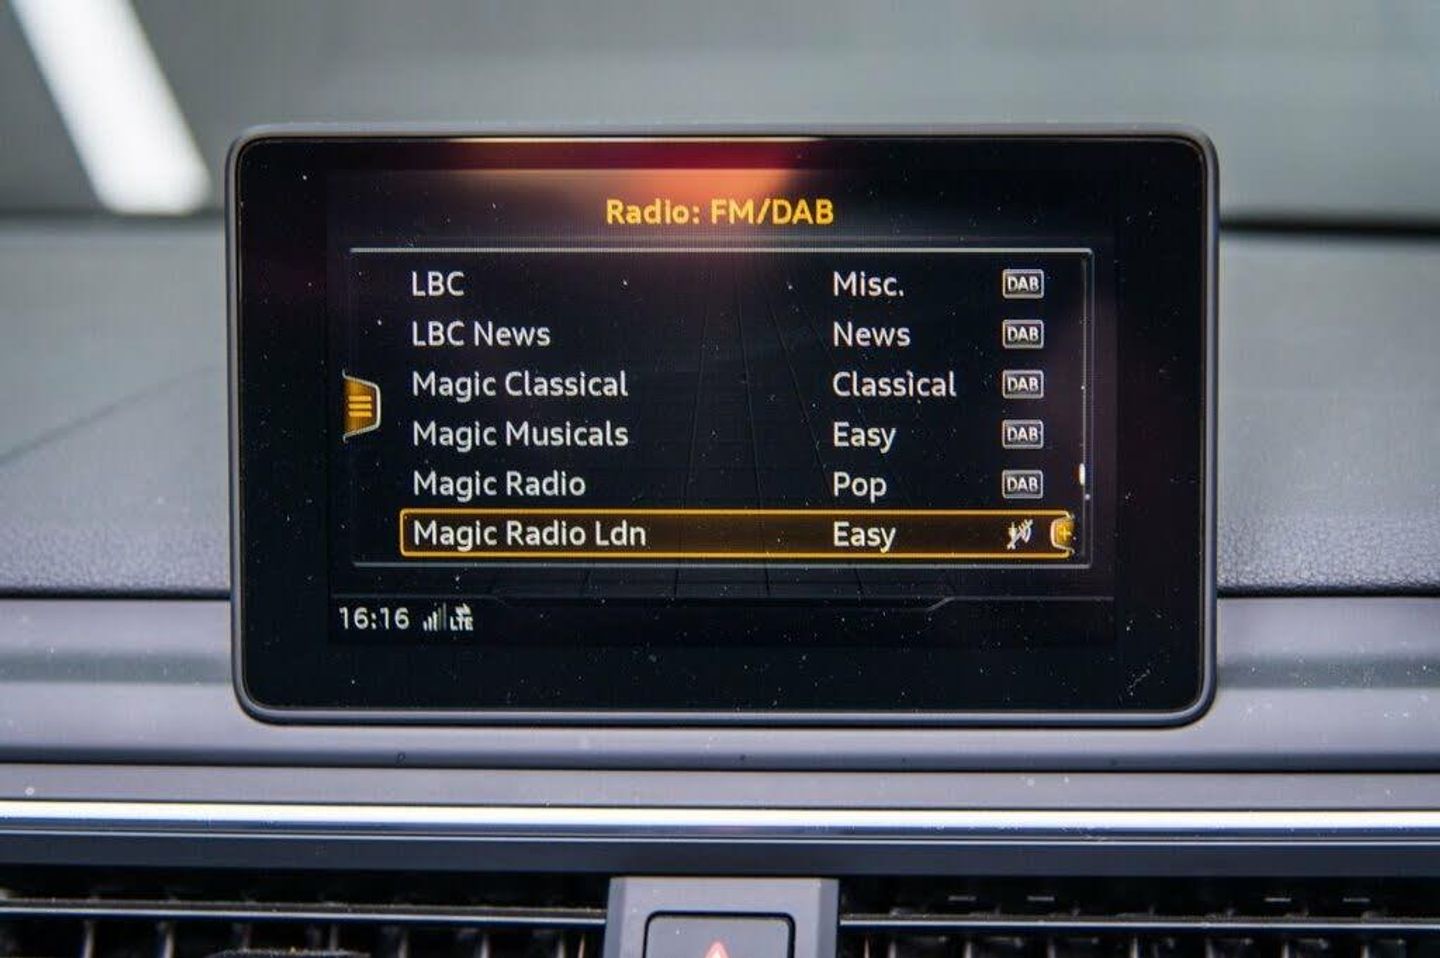 Radio: FM/DAB
LBC Misc. DAB
LBC News News DAB
Magic Classical Classical DAB
Magic Musicals Easy DAB
Magic Radio Pop DAB
Magic Radio Ldn Easy
16:16 LTE